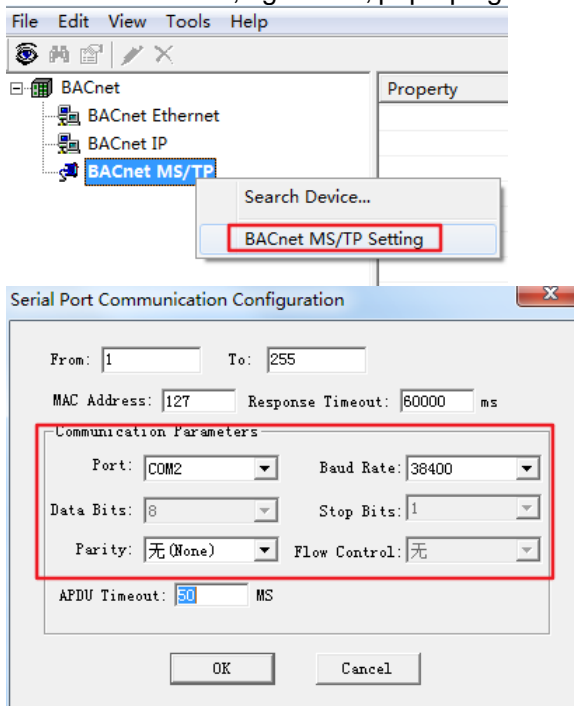 File Edit View Tools Help
BACnet
Property
BACnet Ethernet
BACnet IP
BACnet MS/TP
Search Device...
BACnet MS/TP Setting
Serial Port Communication Configuration
From: 1 To: 255
MAC Address: 127 Response Timeout: 60000 ms
Communication Parameters
Port: COM2 Baud Rate: 38400
Data Bits: 8 Stop Bits: 1
Parity: 无(None) Flow Control: 无
APDU Timeout: 50 MS
OK Cancel